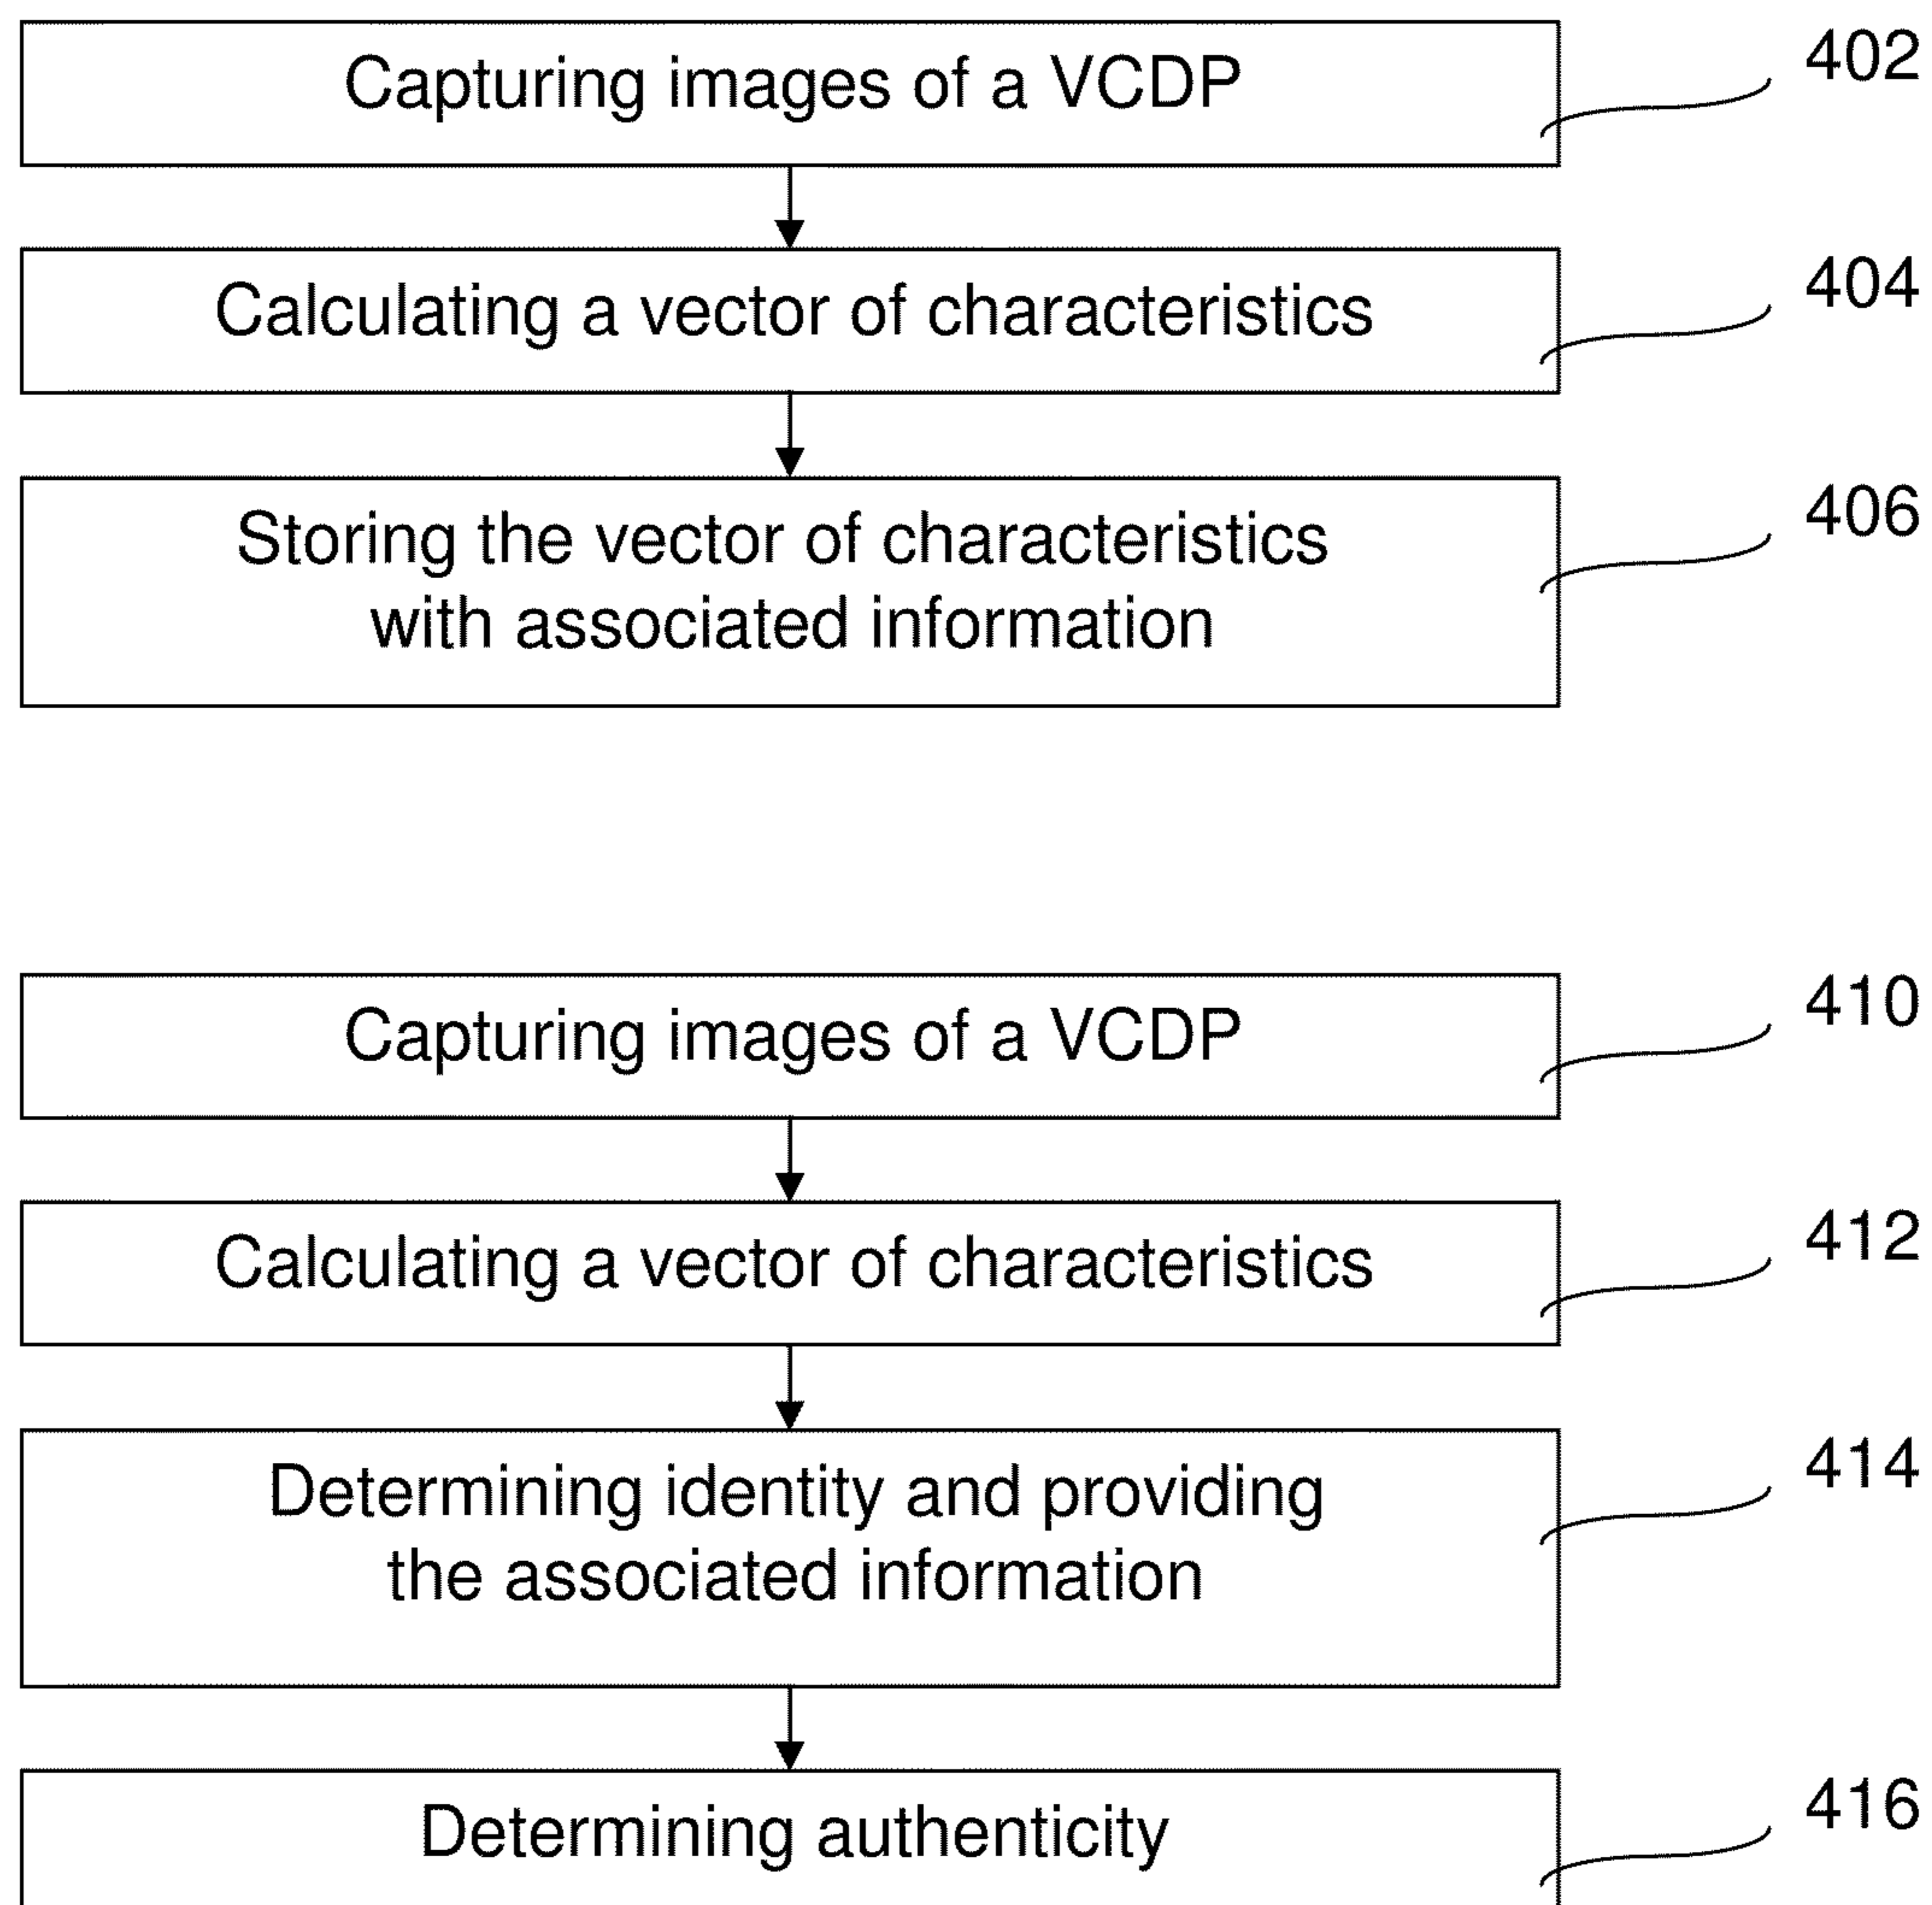 Capturing images of a VCDP
402
Calculating a vector of characteristics
404
Storing the vector of characteristics
with associated information
406
Capturing images of a VCDP
410
Calculating a vector of characteristics
412
Determining identity and providing
the associated information
414
Determining authenticity
416